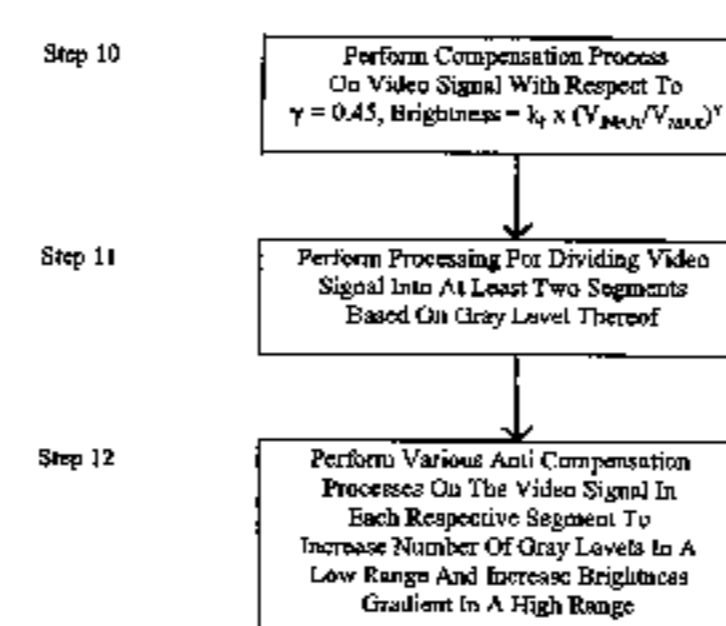 Step 10
Perform Compensation Process
On Video Signal With Respect To
γ = 0.45, Brightness = k₁ x (V_INPUT/V_MAX)^γ
Step 11
Perform Processing For Dividing Video
Signal Into At Least Two Segments
Based On Gray Level Thereof
Step 12
Perform Various Anti Compensation
Processes On The Video Signal In
Each Respective Segment To
Increase Number Of Gray Levels In A
Low Range And Increase Brightness
Gradient In A High Range